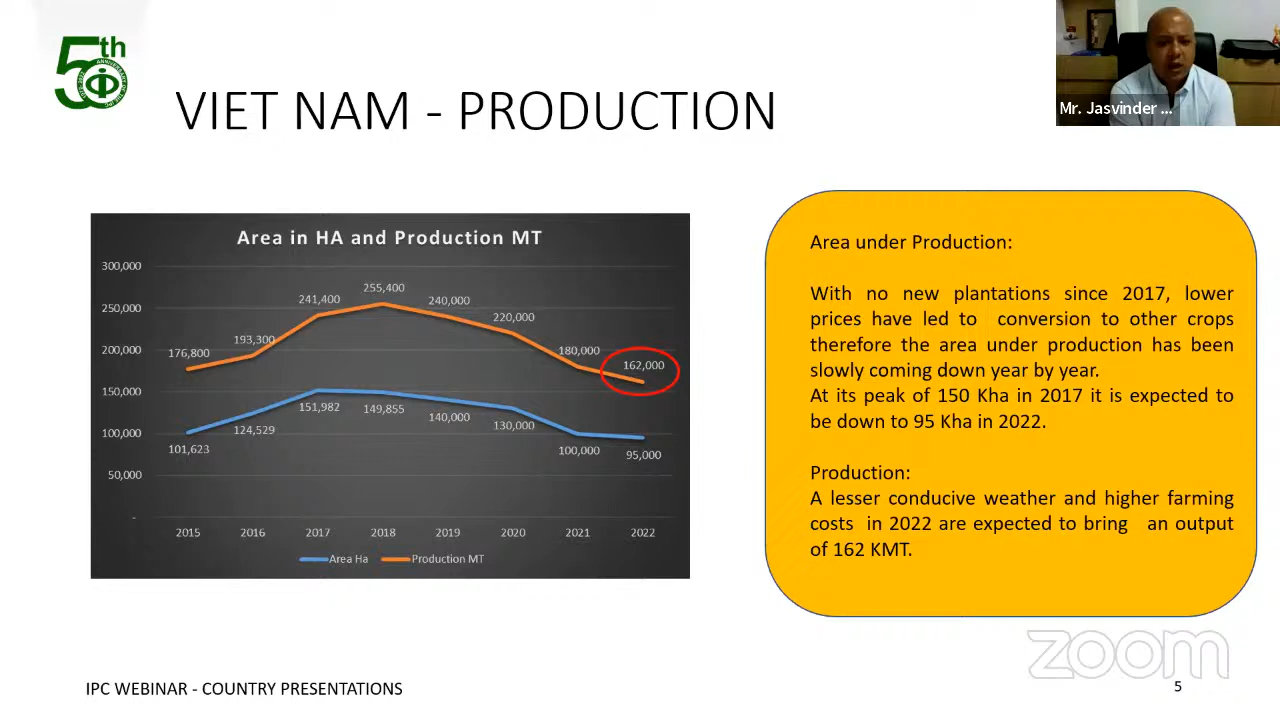 5th
ANNIVERSARY OF THE IPC
VIET NAM - PRODUCTION
Mr. Jasvinder ...
Area in HA and Production MT
300,000
250,000
200,000
150,000
100,000
50,000
-
176,800
193,300
241,400
255,400
240,000
220,000
180,000
162,000
101,623
124,529
151,982
149,855
140,000
130,000
100,000
95,000
2015 2016 2017 2018 2019 2020 2021 2022
Area Ha Production MT
Area under Production:
With no new plantations since 2017, lower
prices have led to conversion to other crops
therefore the area under production has been
slowly coming down year by year.
At its peak of 150 Kha in 2017 it is expected to
be down to 95 Kha in 2022.
Production:
A lesser conducive weather and higher farming
costs in 2022 are expected to bring an output
of 162 KMT.
zoom
IPC WEBINAR - COUNTRY PRESENTATIONS
5